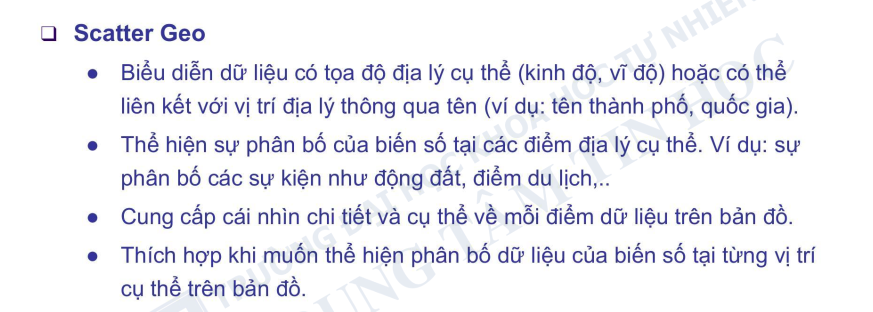 Scatter Geo
Biểu diễn dữ liệu có tọa độ địa lý cụ thể (kinh độ, vĩ độ) hoặc có thể
liên kết với vị trí địa lý thông qua tên (ví dụ: tên thành phố, quốc gia).
Thể hiện sự phân bố của biến số tại các điểm địa lý cụ thể. Ví dụ: sự
phân bố các sự kiện như động đất, điểm du lịch,..
Cung cấp cái nhìn chi tiết và cụ thể về mỗi điểm dữ liệu trên bản đồ.
Thích hợp khi muốn thể hiện phân bố dữ liệu của biến số tại từng vị trí
cụ thể trên bản đồ.
TRƯỜNG ĐẠI HỌC KHOA HỌC TỰ NHIÊN
TRUNG TÂM TIN HỌC